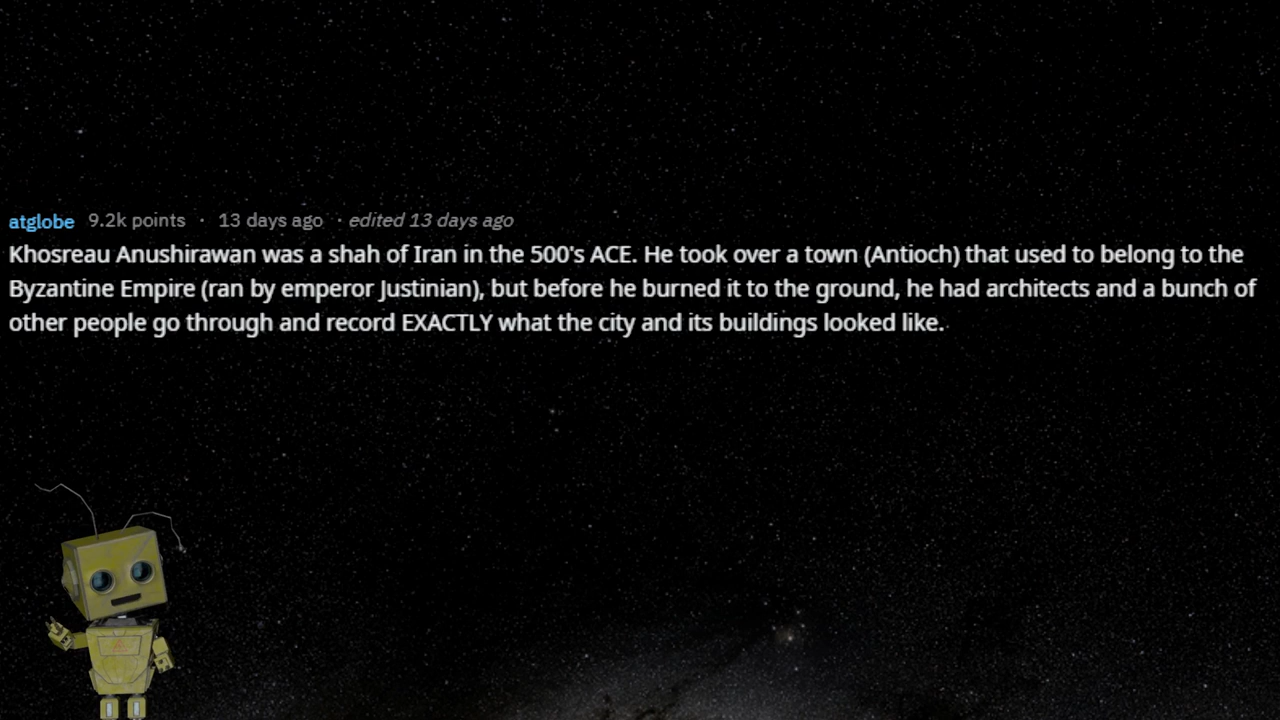 atglobe 9.2k points · 13 days ago · edited 13 days ago
Khosreau Anushirawan was a shah of Iran in the 500's ACE. He took over a town (Antioch) that used to belong to the
Byzantine Empire (ran by emperor Justinian), but before he burned it to the ground, he had architects and a bunch of
other people go through and record EXACTLY what the city and its buildings looked like.